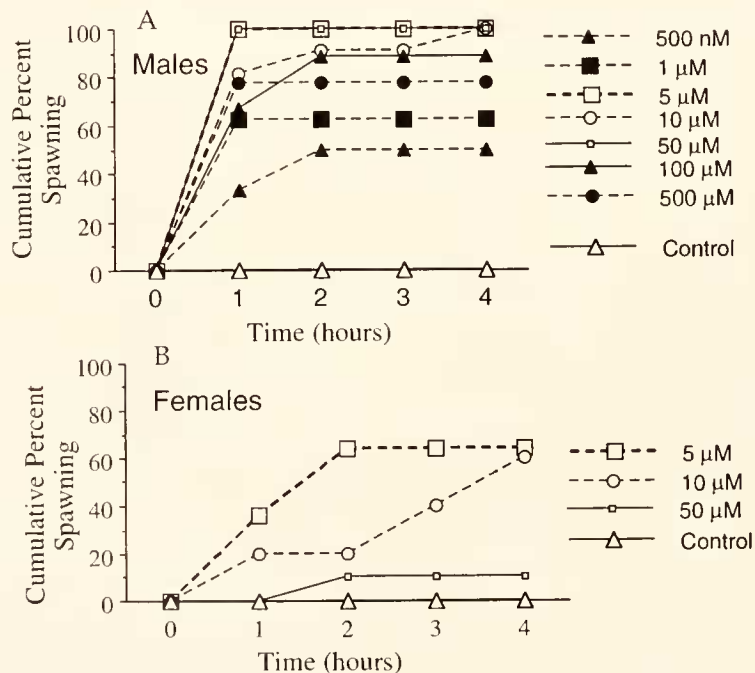 A
Males
Cumulative Percent
Spawning
100
80
60
40
20
0
0 1 2 3 4
Time (hours)
500 nM
1 µM
5 µM
10 µM
50 µM
100 µM
500 µM
Control
B
Females
Cumulative Percent
Spawning
100
80
60
40
20
0
0 1 2 3 4
Time (hours)
5 µM
10 µM
50 µM
Control